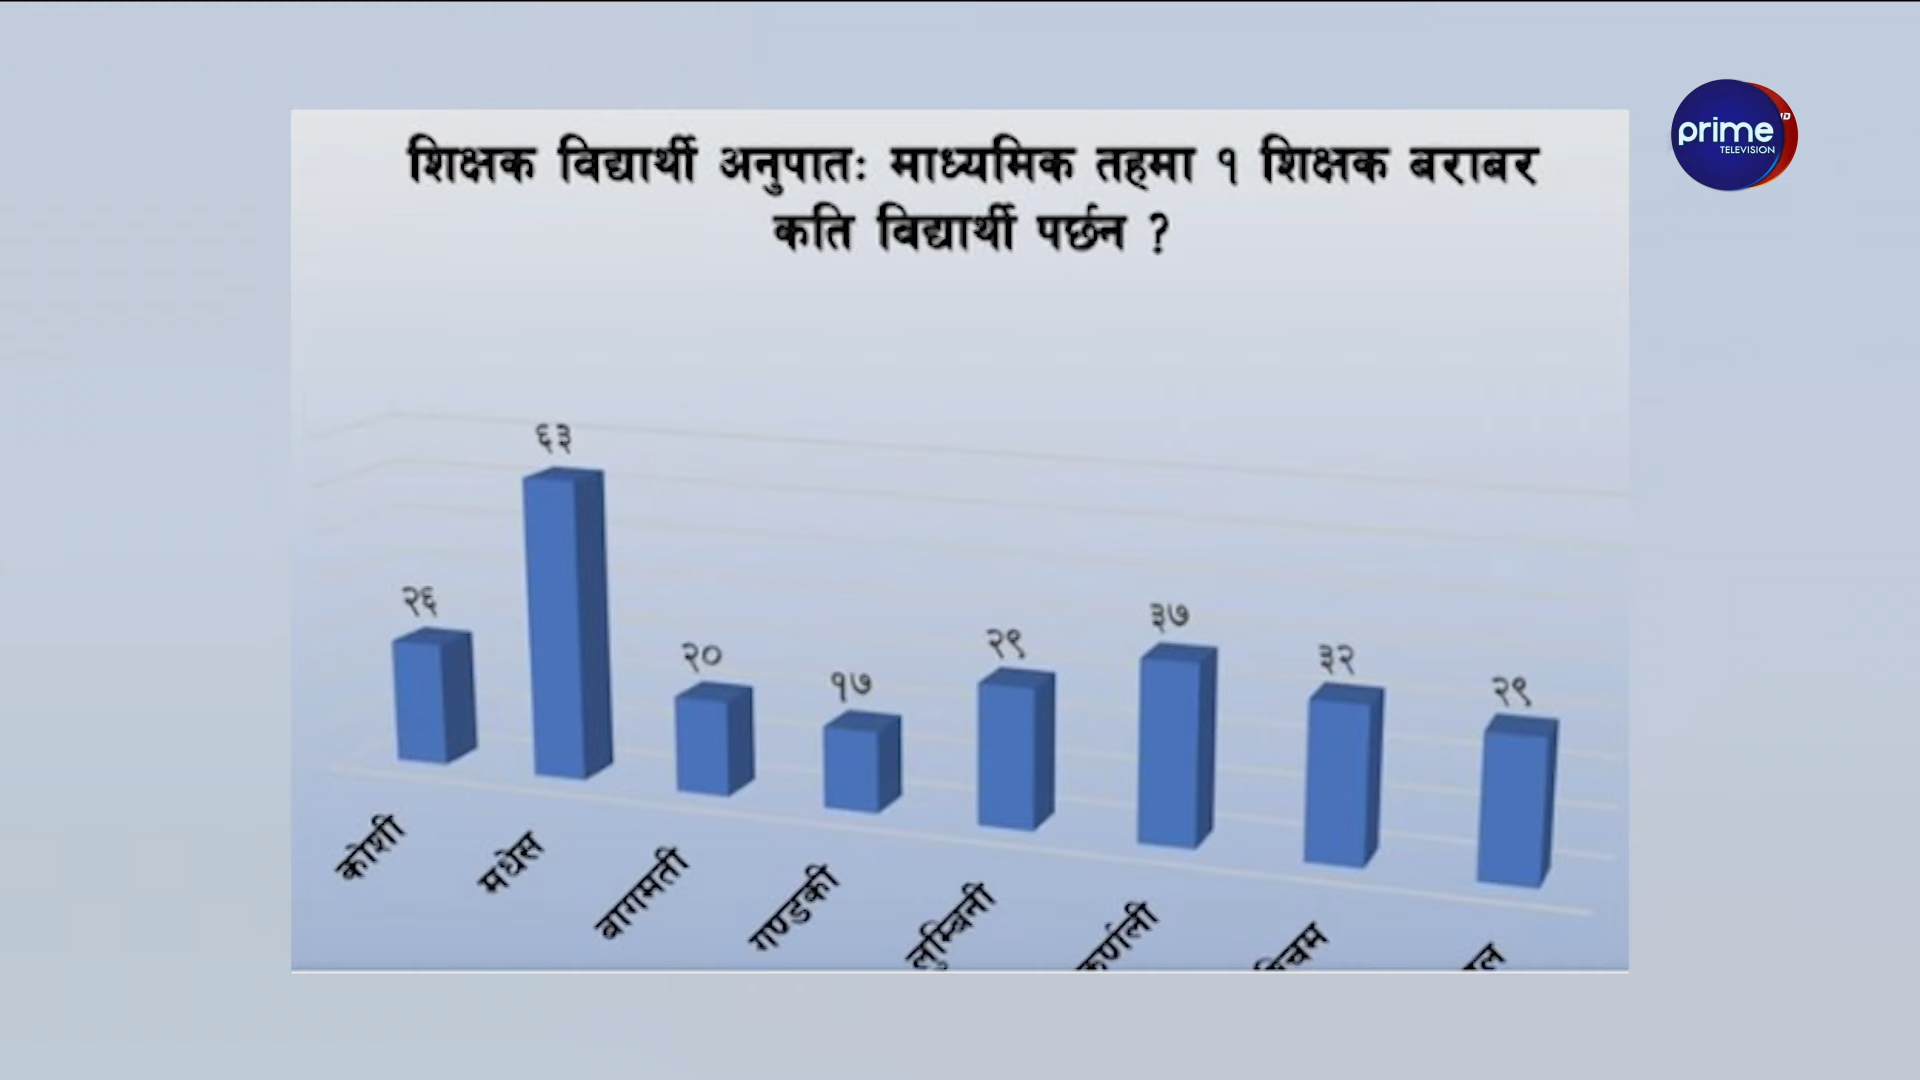 शिक्षक विद्यार्थी अनुपातः माध्यमिक तहमा १ शिक्षक बराबर
कति विद्यार्थी पर्छन ?
prime
TELEVISION
६३
२६
२०
१७
२९
३७
३२
२९
कोशी
मधेस
बागमती
गण्डकी
लुम्बिनी
कर्णाली